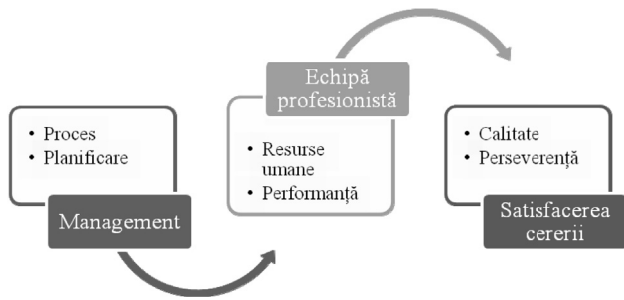 • Proces
• Planificare
Management
Echipă
profesionistă
• Resurse
umane
• Performanță
• Calitate
• Perseverență
Satisfacerea
cererii